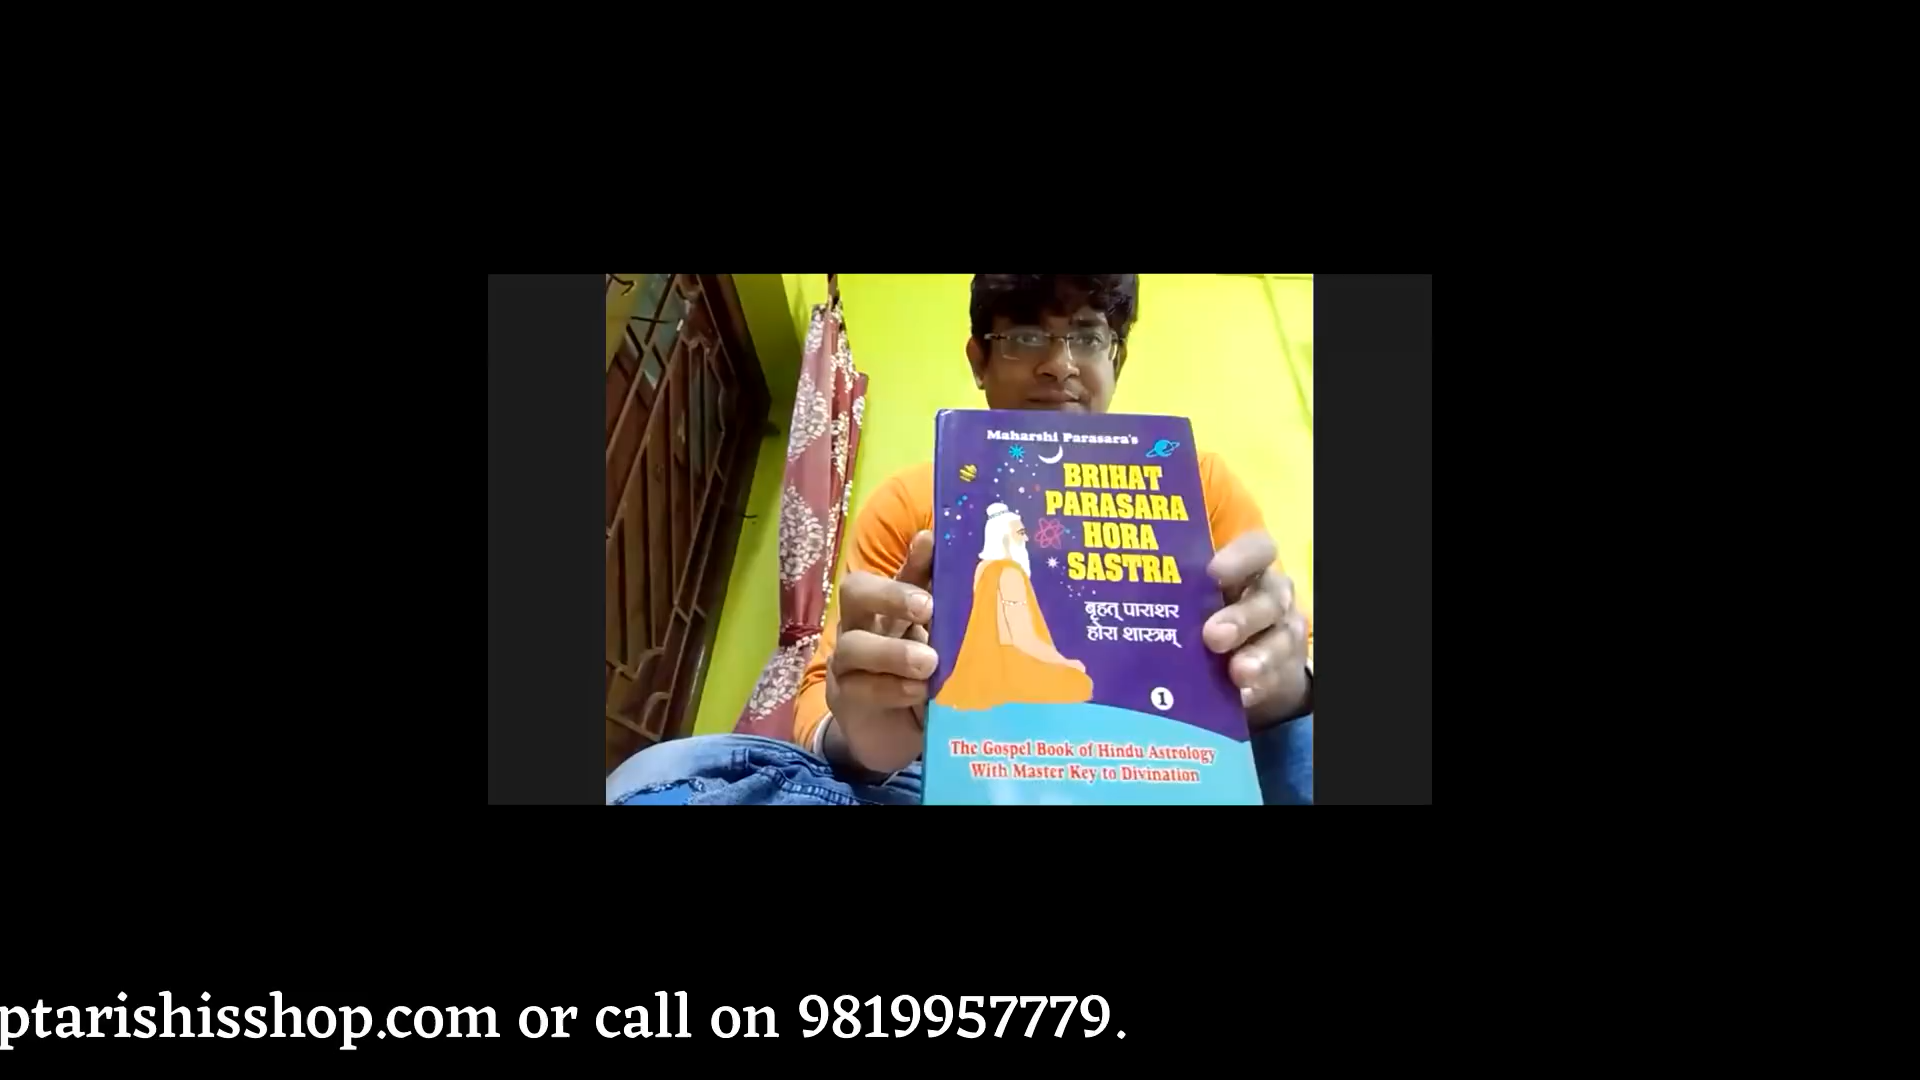 Maharshi Parasara's
BRIHAT
PARASARA
HORA
SASTRA
बृहत् पाराशर
होरा शास्त्रम्
1
The Gospel Book of Hindu Astrology
With Master Key to Divination
ptarishisshop.com or call on 9819957779.